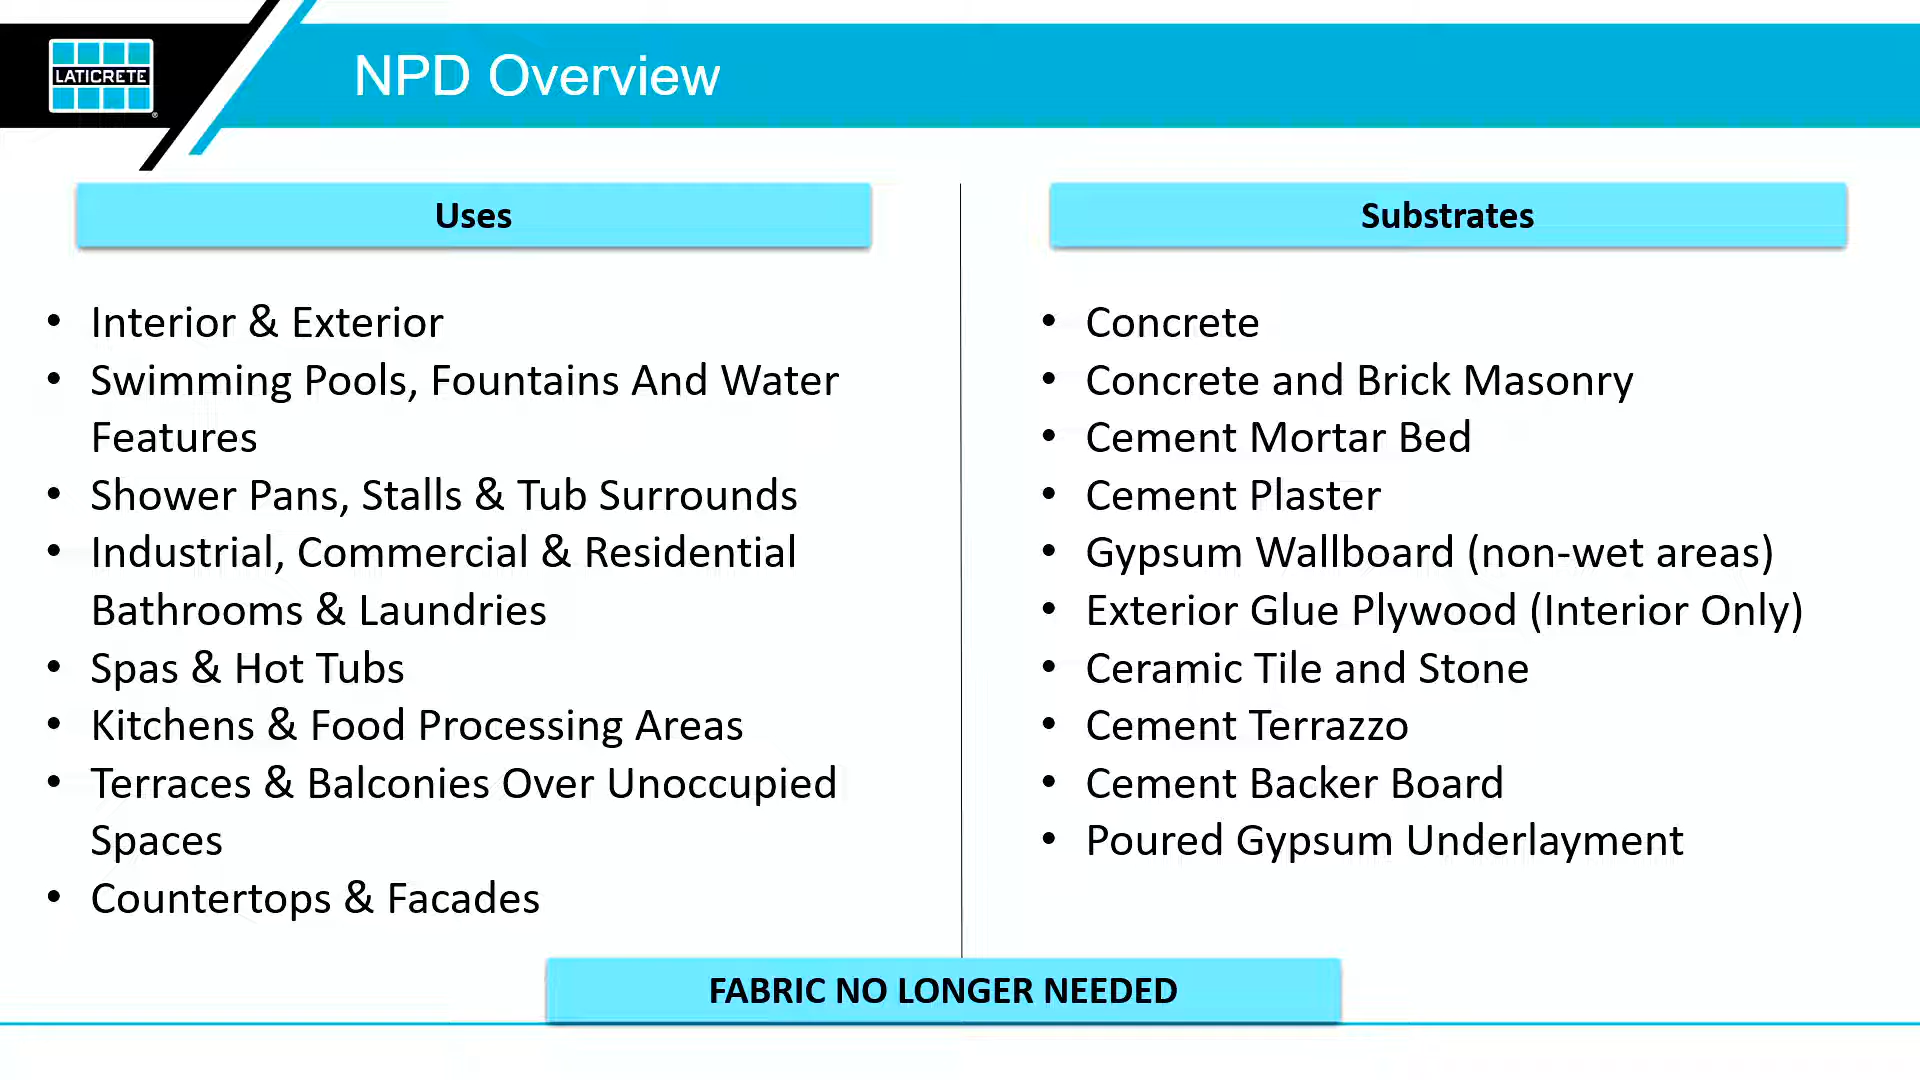 LATICRETE
®
NPD Overview
Uses
• Interior & Exterior
• Swimming Pools, Fountains And Water
Features
• Shower Pans, Stalls & Tub Surrounds
• Industrial, Commercial & Residential
Bathrooms & Laundries
• Spas & Hot Tubs
• Kitchens & Food Processing Areas
• Terraces & Balconies Over Unoccupied
Spaces
• Countertops & Facades
Substrates
• Concrete
• Concrete and Brick Masonry
• Cement Mortar Bed
• Cement Plaster
• Gypsum Wallboard (non-wet areas)
• Exterior Glue Plywood (Interior Only)
• Ceramic Tile and Stone
• Cement Terrazzo
• Cement Backer Board
• Poured Gypsum Underlayment
FABRIC NO LONGER NEEDED